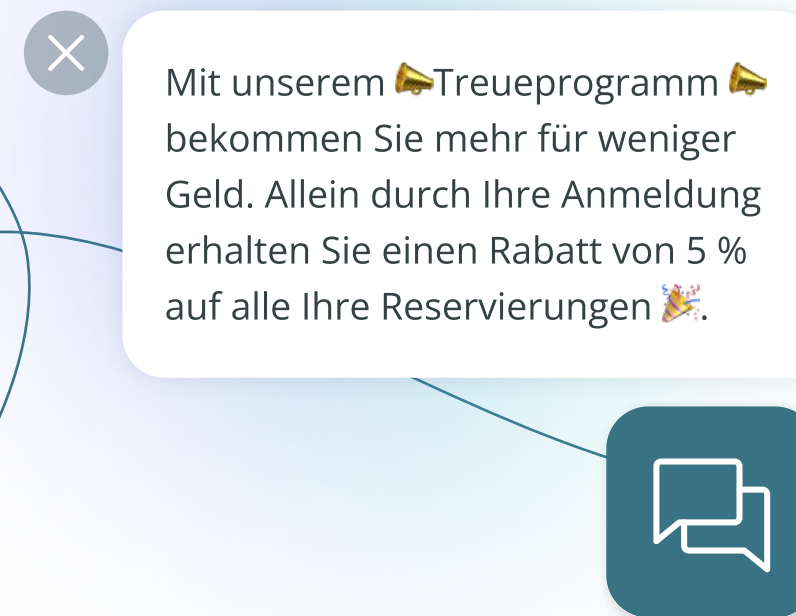 Mit unserem 📣Treueprogramm 📣
bekommen Sie mehr für weniger
Geld. Allein durch Ihre Anmeldung
erhalten Sie einen Rabatt von 5 %
auf alle Ihre Reservierungen 🎉.